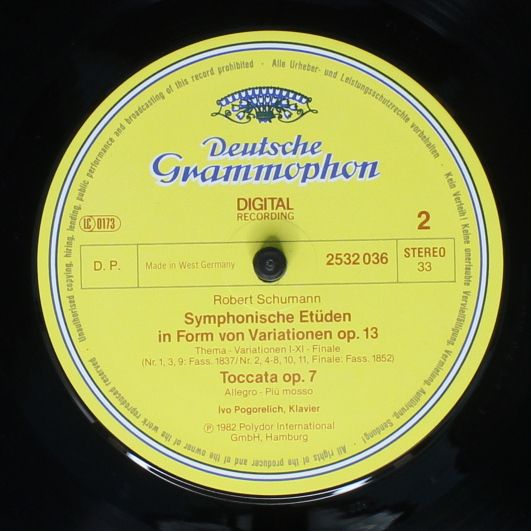 Deutsche
Grammophon
DIGITAL
RECORDING
LC 0173
2
D. P.
Made in West Germany
2532 036
STEREO
33
Robert Schumann
Symphonische Etüden
in Form von Variationen op. 13
Thema - Variationen I-XI - Finale
(Nr. 1, 3, 9: Fass. 1837/ Nr. 2, 4-8, 10, 11, Finale: Fass. 1852)
Toccata op. 7
Allegro - Più mosso
Ivo Pogorelich, Klavier
℗ 1982 Polydor International
GmbH, Hamburg
· Alle Urheber- und Leistungsschutzrechte vorbehalten · Kein Verleih! Keine unerlaubte Vervielfältigung, Vermietung, Aufführung, Sendung! · All rights of the producer and of the owner of the work reproduced reserved · Unauthorised copying, hiring, lending, public performance and broadcasting of this record prohibited